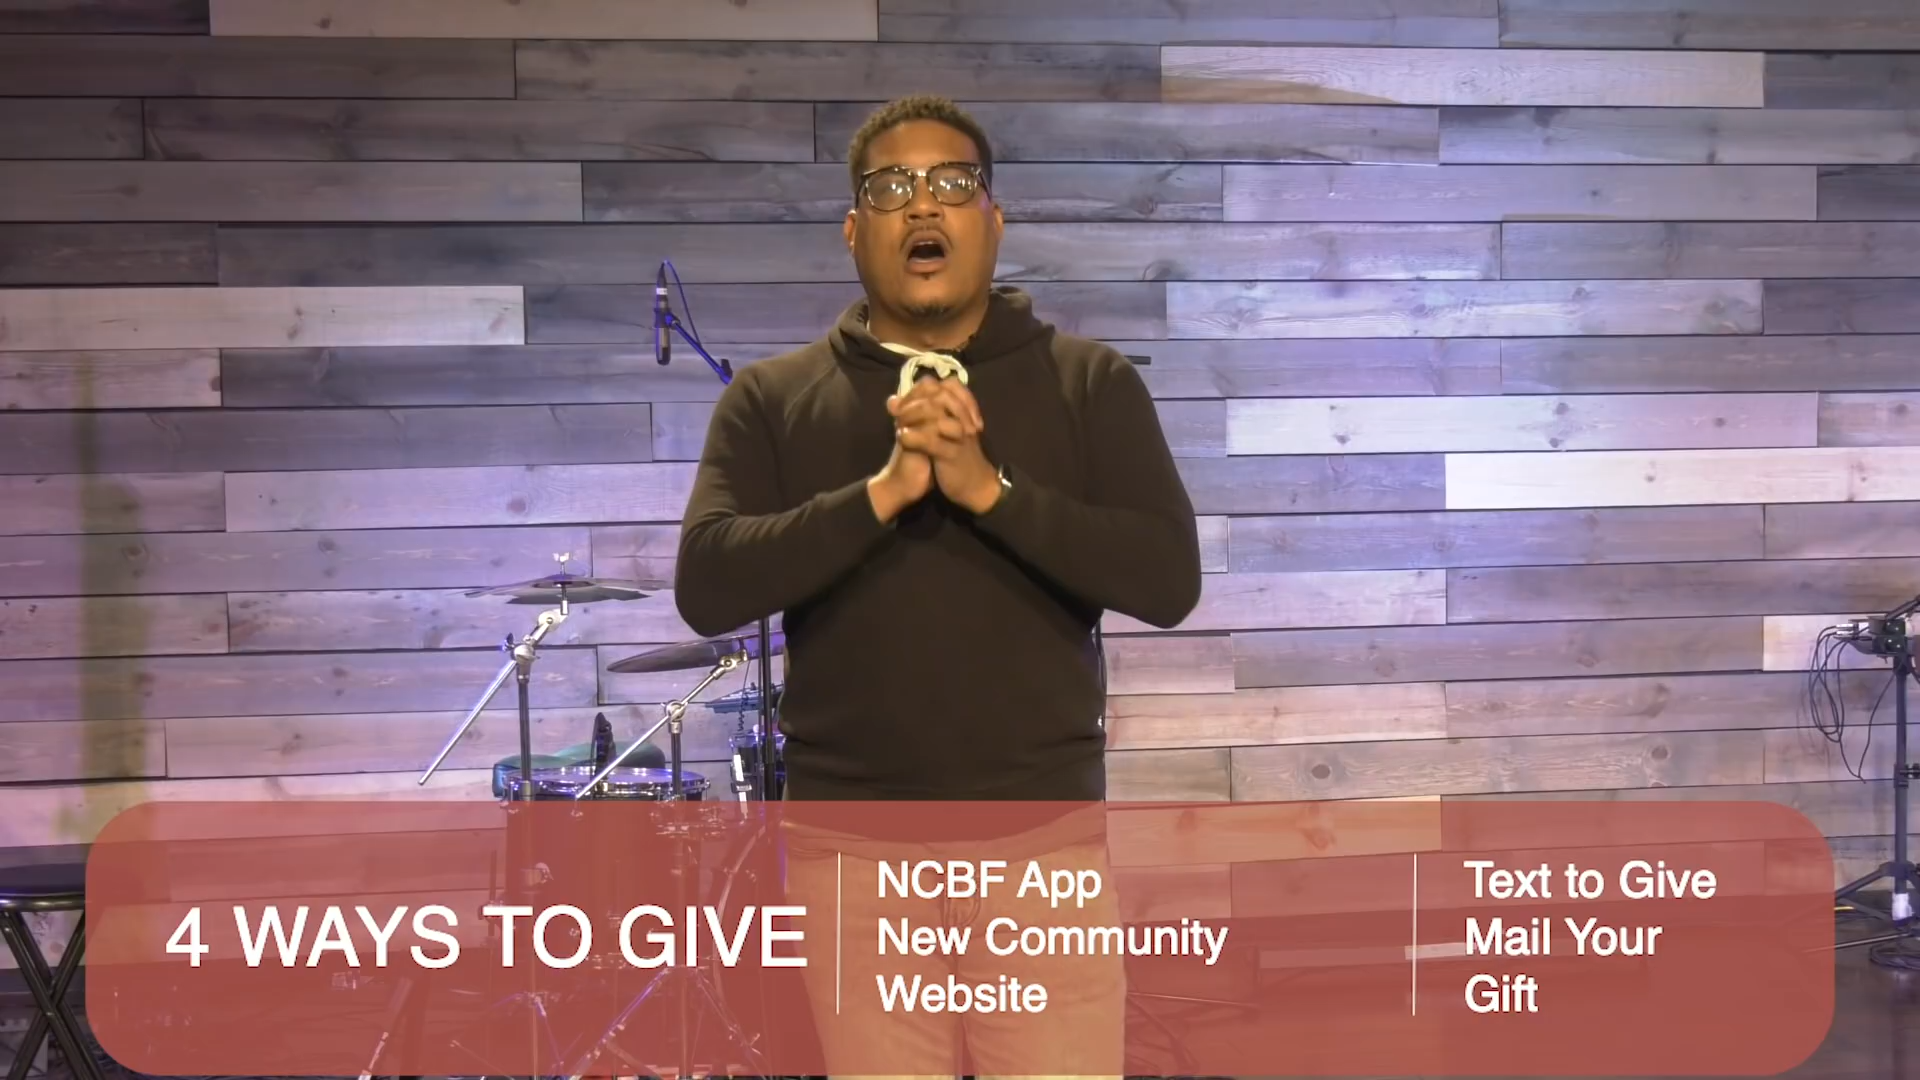 4 WAYS TO GIVE
NCBF App
New Community
Website
Text to Give
Mail Your
Gift